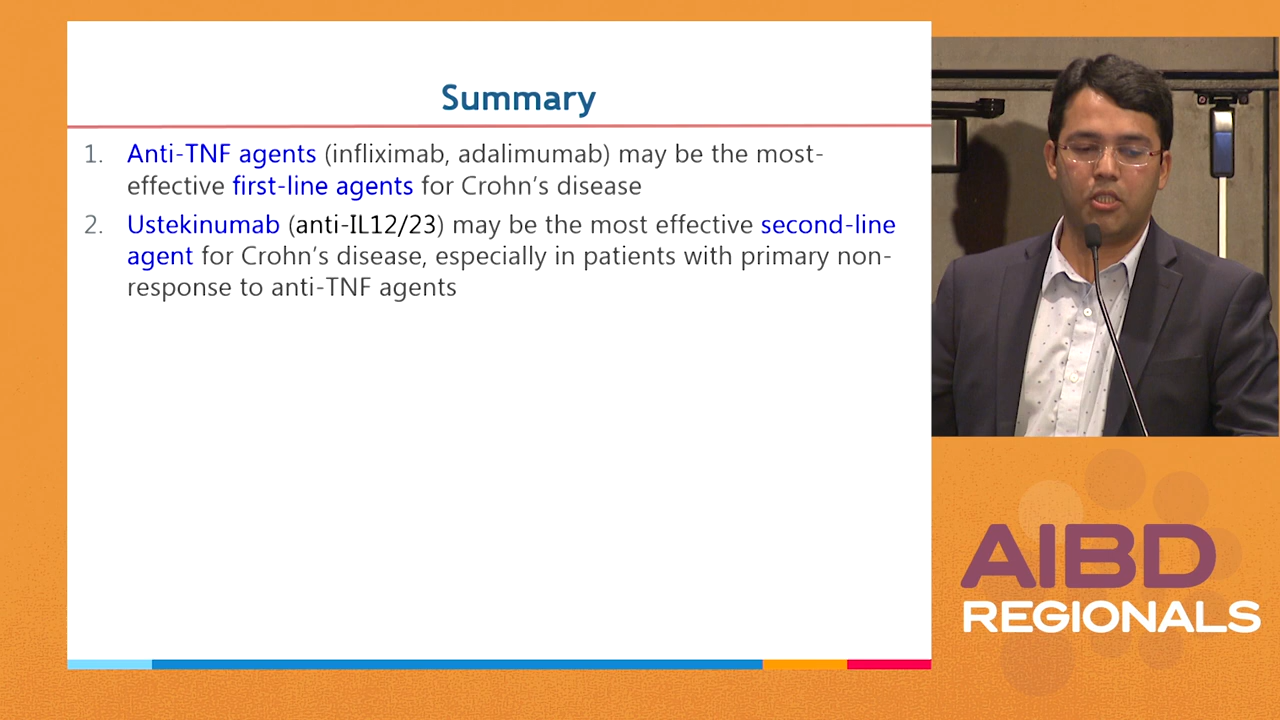 Summary
1. Anti-TNF agents (infliximab, adalimumab) may be the most-
effective first-line agents for Crohn’s disease
2. Ustekinumab (anti-IL12/23) may be the most effective second-line
agent for Crohn’s disease, especially in patients with primary non-
response to anti-TNF agents
AIBD
REGIONALS